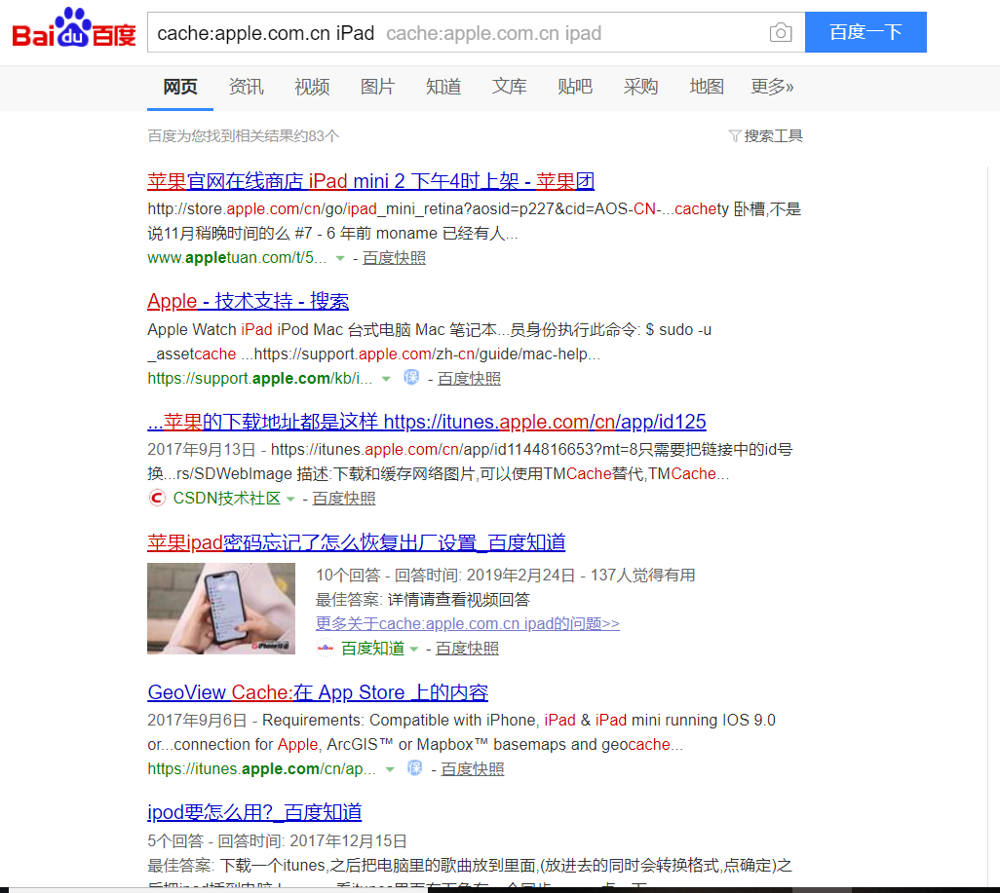 Bai du 百度 cache:apple.com.cn iPad cache:apple.com.cn ipad 百度一下
网页 资讯 视频 图片 知道 文库 贴吧 采购 地图 更多»
百度为您找到相关结果约83个 搜索工具
苹果官网在线商店 iPad mini 2 下午4时上架 - 苹果团
http://store.apple.com/cn/go/ipad_mini_retina?aosid=p227&cid=AOS-CN-...cachety 卧槽,不是
说11月稍晚时间的么 #7 - 6 年前 moname 已经有人...
www.appletuan.com/t/5... - 百度快照
Apple - 技术支持 - 搜索
Apple Watch iPad iPod Mac 台式电脑 Mac 笔记本...员身份执行此命令: $ sudo -u
_assetcache ...https://support.apple.com/zh-cn/guide/mac-help...
https://support.apple.com/kb/i... 保 - 百度快照
...苹果的下载地址都是这样 https://itunes.apple.com/cn/app/id125
2017年9月13日 - https://itunes.apple.com/cn/app/id1144816653?mt=8只需要把链接中的id号
换...rs/SDWebImage 描述:下载和缓存网络图片,可以使用TMCache替代,TMCache...
C CSDN技术社区 - 百度快照
苹果ipad密码忘记了怎么恢复出厂设置_百度知道
10个回答 - 回答时间: 2019年2月24日 - 137人觉得有用
最佳答案: 详情请查看视频回答
更多关于cache:apple.com.cn ipad的问题>>
百度知道 - 百度快照
GeoView Cache:在 App Store 上的内容
2017年9月6日 - Requirements: Compatible with iPhone, iPad & iPad mini running IOS 9.0
or...connection for Apple, ArcGIS™ or Mapbox™ basemaps and geocache...
https://itunes.apple.com/cn/ap... 保 - 百度快照
ipod要怎么用?_百度知道
5个回答 - 回答时间: 2017年12月15日
最佳答案: 下载一个itunes,之后把电脑里的歌曲放到里面,(放进去的同时会转换格式,点确定)之